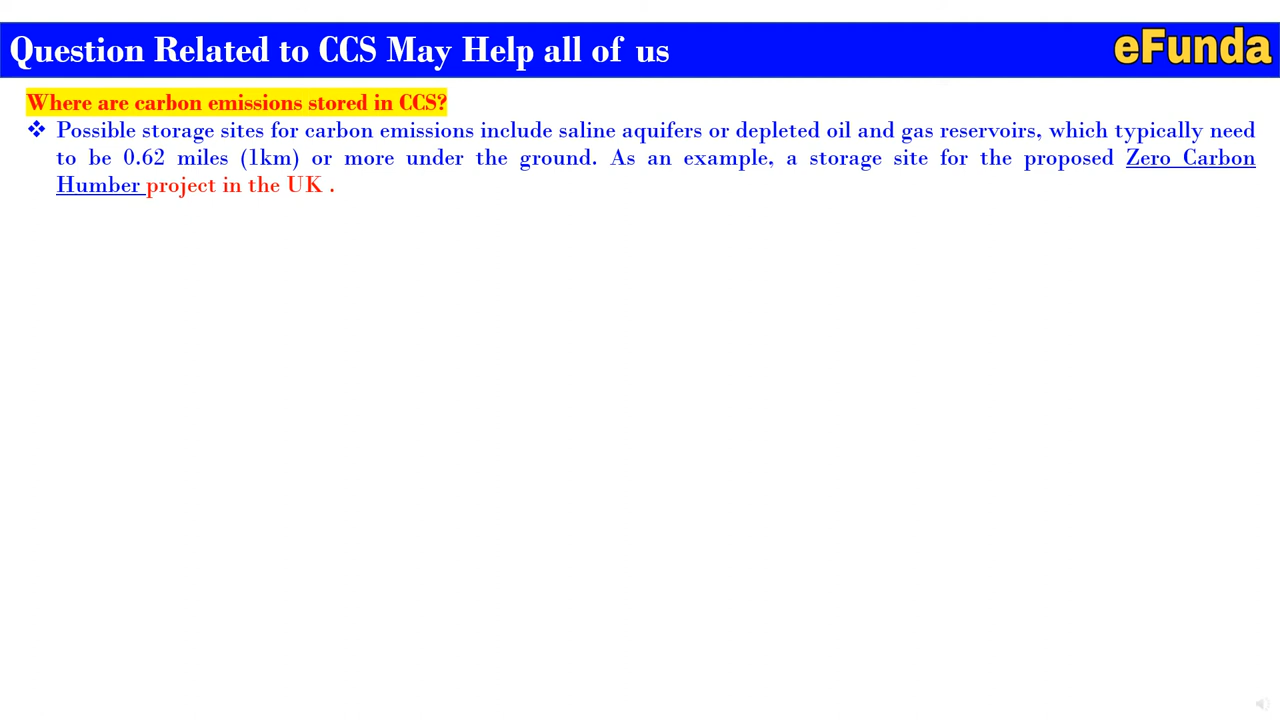 Question Related to CCS May Help all of us
eFunda
Where are carbon emissions stored in CCS?
❖ Possible storage sites for carbon emissions include saline aquifers or depleted oil and gas reservoirs, which typically need
to be 0.62 miles (1km) or more under the ground. As an example, a storage site for the proposed Zero Carbon
Humber project in the UK .